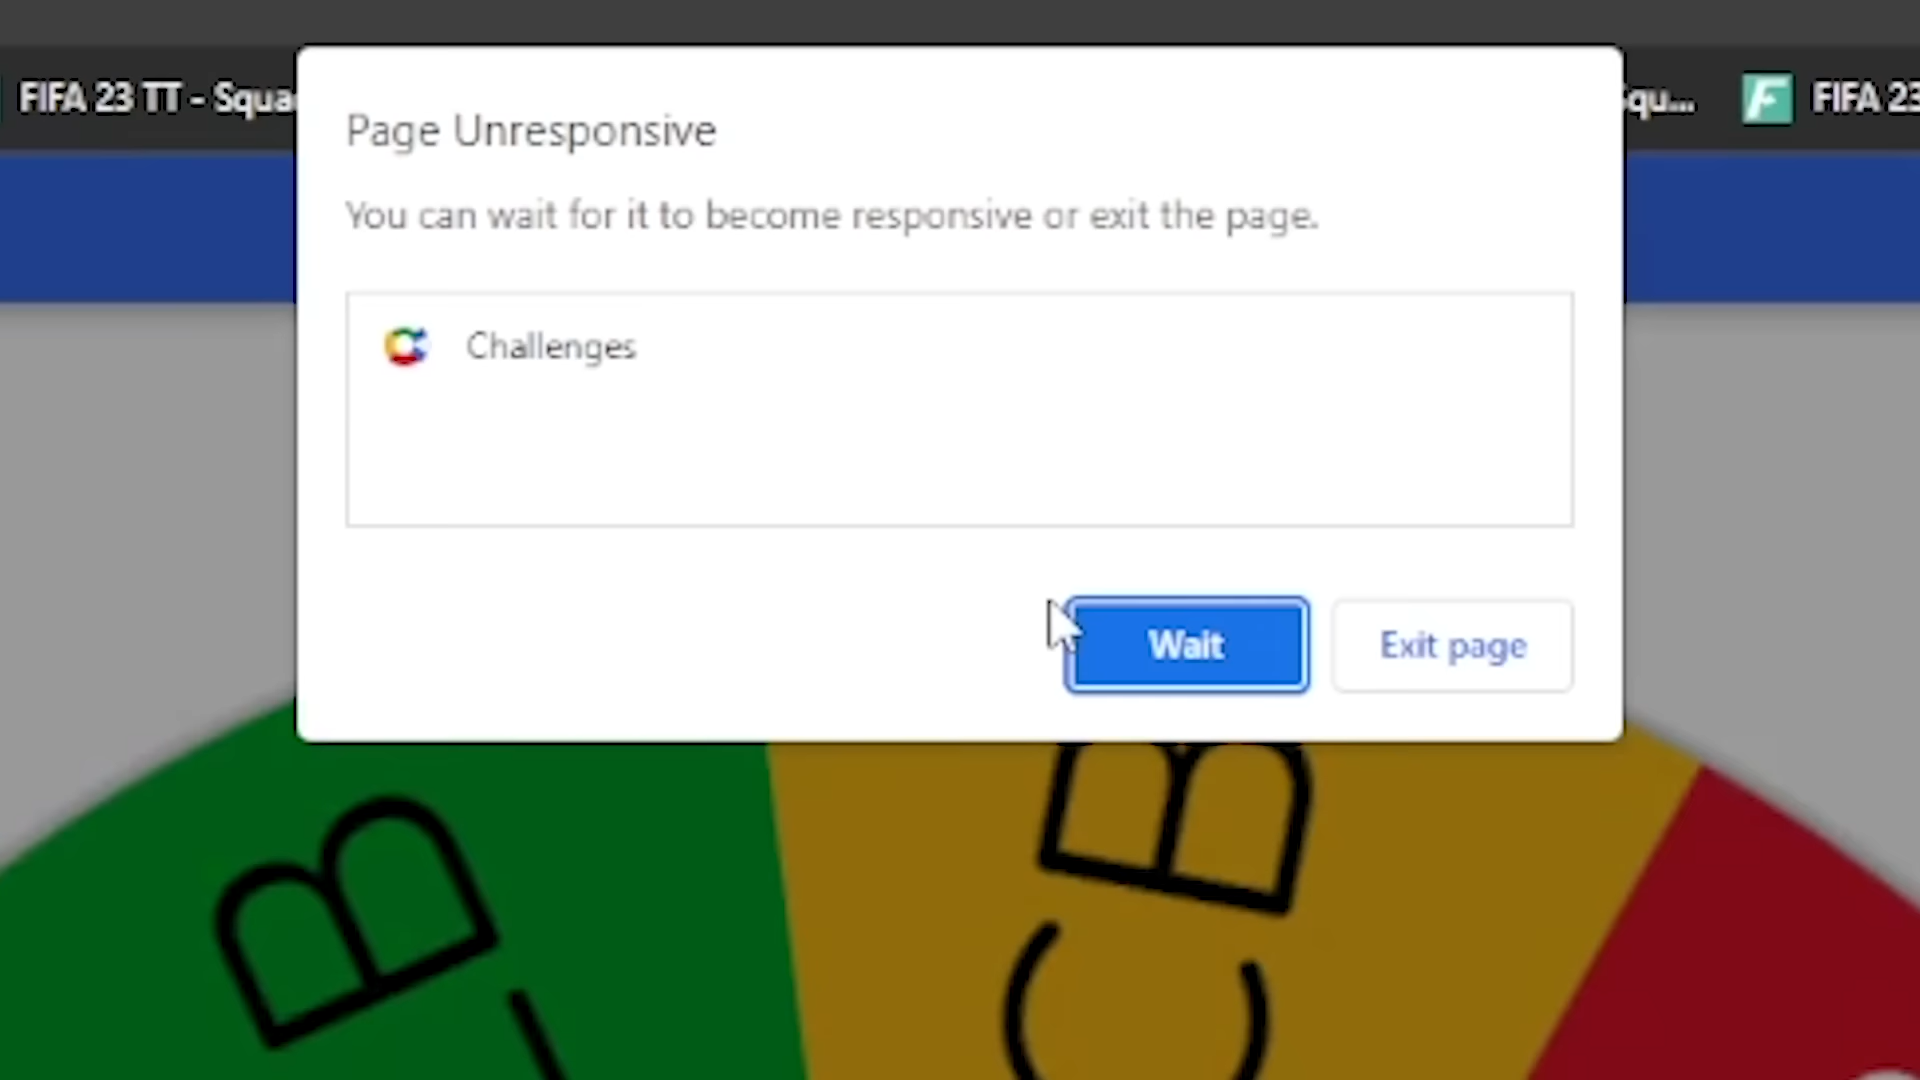 FIFA 23 TT - Squa
Squ...
FIFA 23
Page Unresponsive
You can wait for it to become responsive or exit the page.
Challenges
Wait
Exit page
B
CB